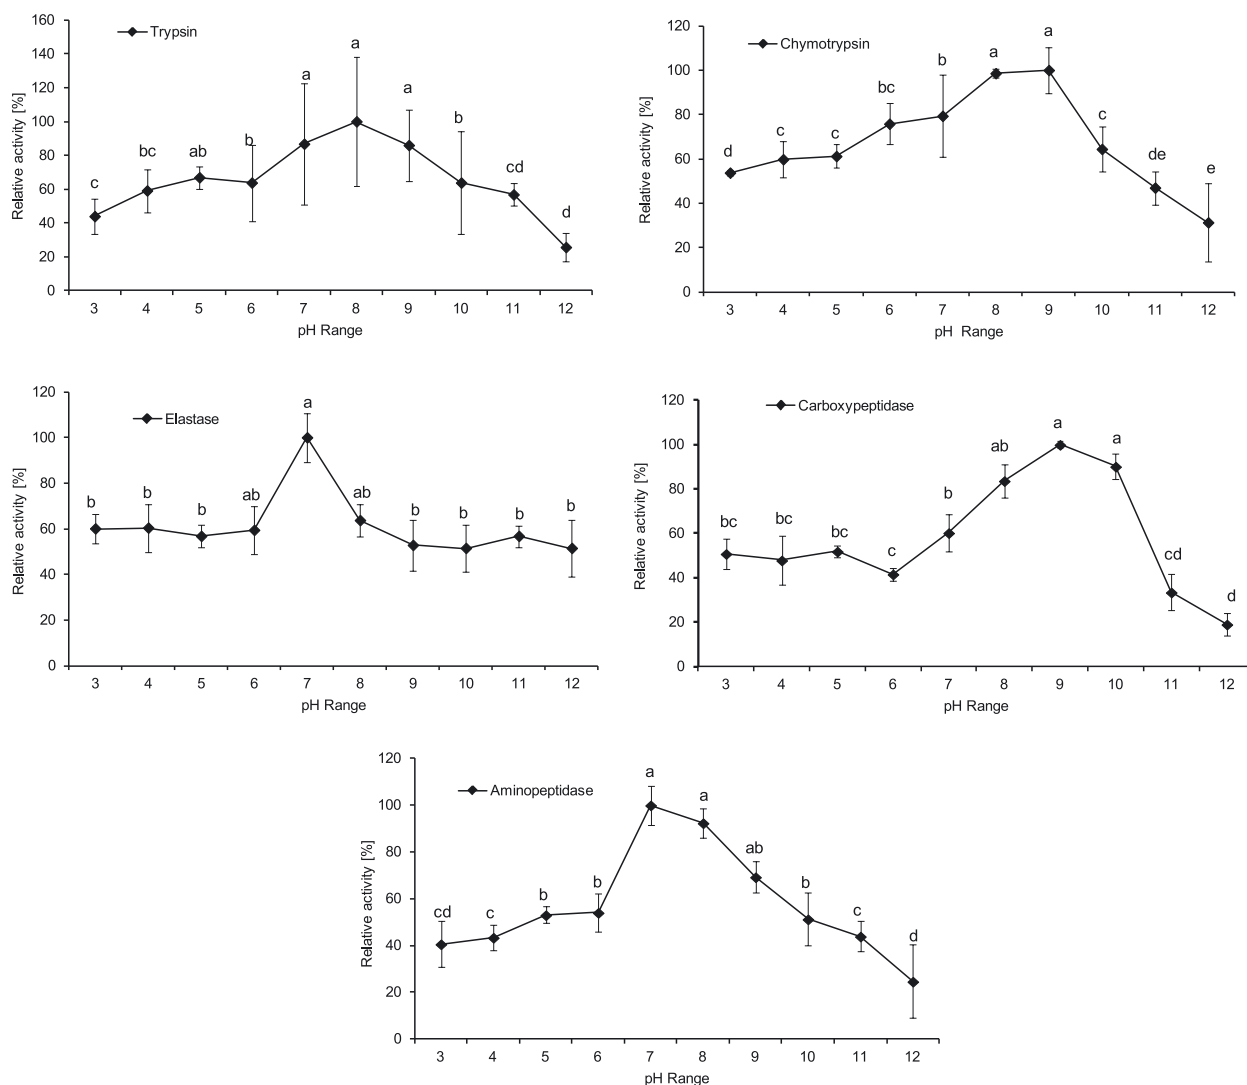 160
140
120
100
80
60
40
20
0
Relative activity [%]
Trypsin
c
bc
ab
b
a
a
a
b
cd
d
3 4 5 6 7 8 9 10 11 12
pH Range
120
100
80
60
40
20
0
Relative activity [%]
Chymotrypsin
d
c
c
bc
b
a
a
c
de
e
3 4 5 6 7 8 9 10 11 12
pH Range
120
100
80
60
40
20
0
Relative activity [%]
Elastase
b
b
b
ab
a
ab
b
b
b
b
3 4 5 6 7 8 9 10 11 12
pH Range
120
100
80
60
40
20
0
Relative activity [%]
Carboxypeptidase
bc
bc
bc
c
b
ab
a
a
cd
d
3 4 5 6 7 8 9 10 11 12
pH Range
120
100
80
60
40
20
0
Relative activity [%]
Aminopeptidase
cd
c
b
b
a
a
ab
b
c
d
3 4 5 6 7 8 9 10 11 12
pH Range